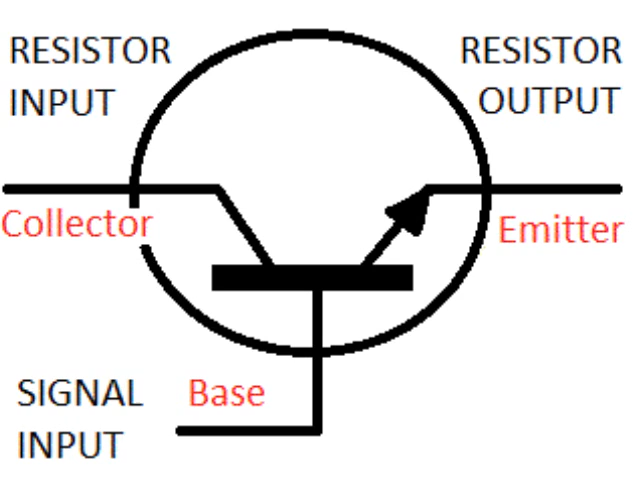 RESISTOR
INPUT
RESISTOR
OUTPUT
Collector
Emitter
SIGNAL
INPUT
Base